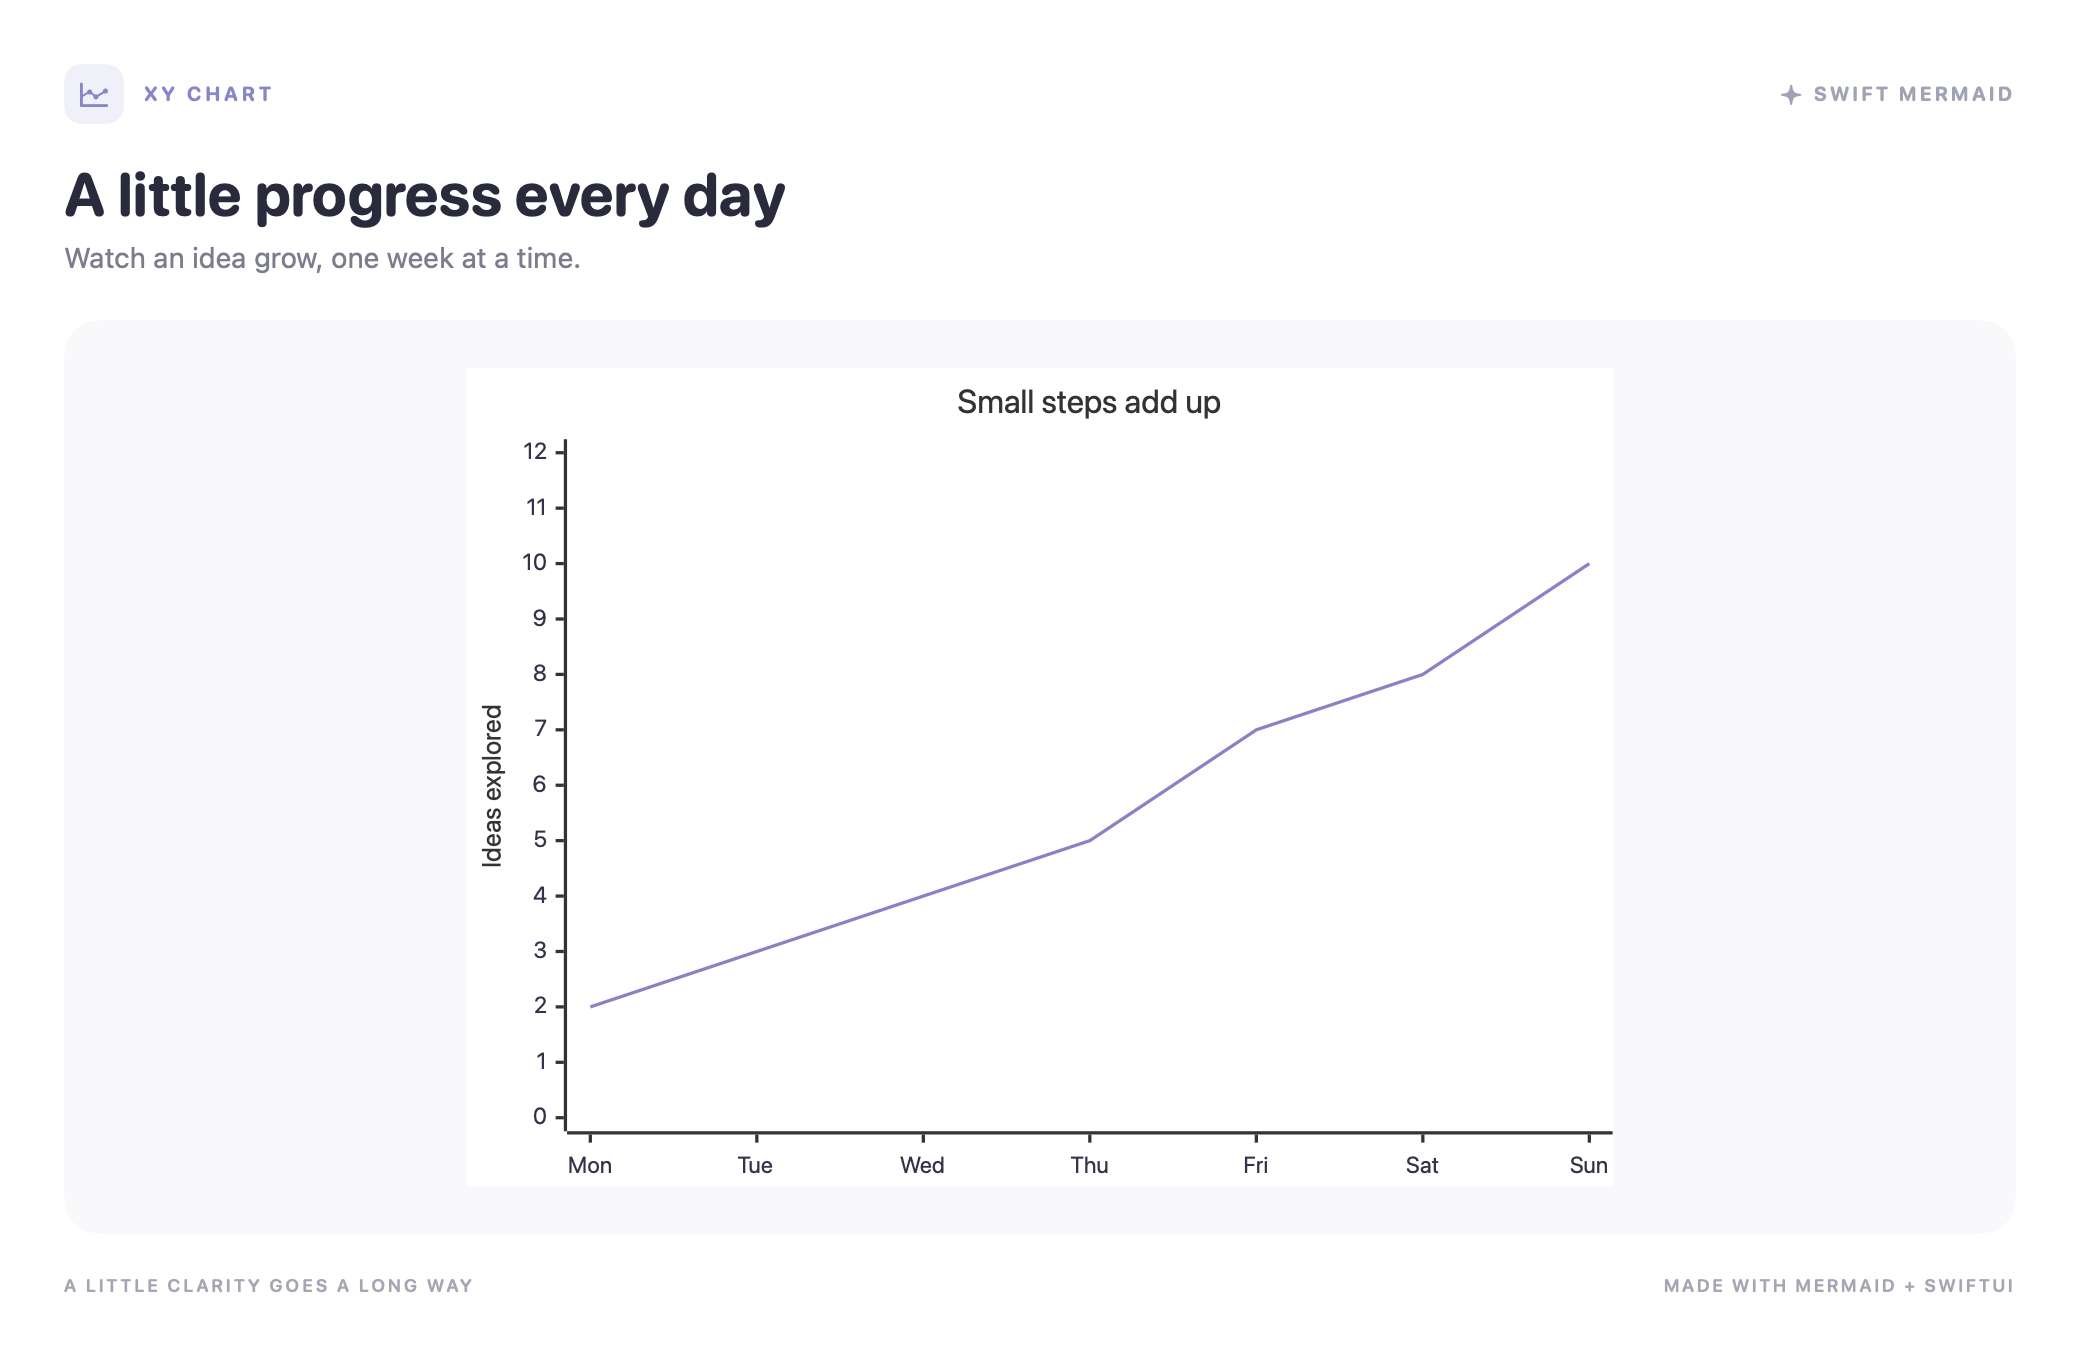 XY CHART
SWIFT MERMAID
A little progress every day
Watch an idea grow, one week at a time.
Small steps add up
12
11
10
9
8
7
6
5
4
3
2
1
0
Ideas explored
Mon Tue Wed Thu Fri Sat Sun
A LITTLE CLARITY GOES A LONG WAY
MADE WITH MERMAID + SWIFTUI